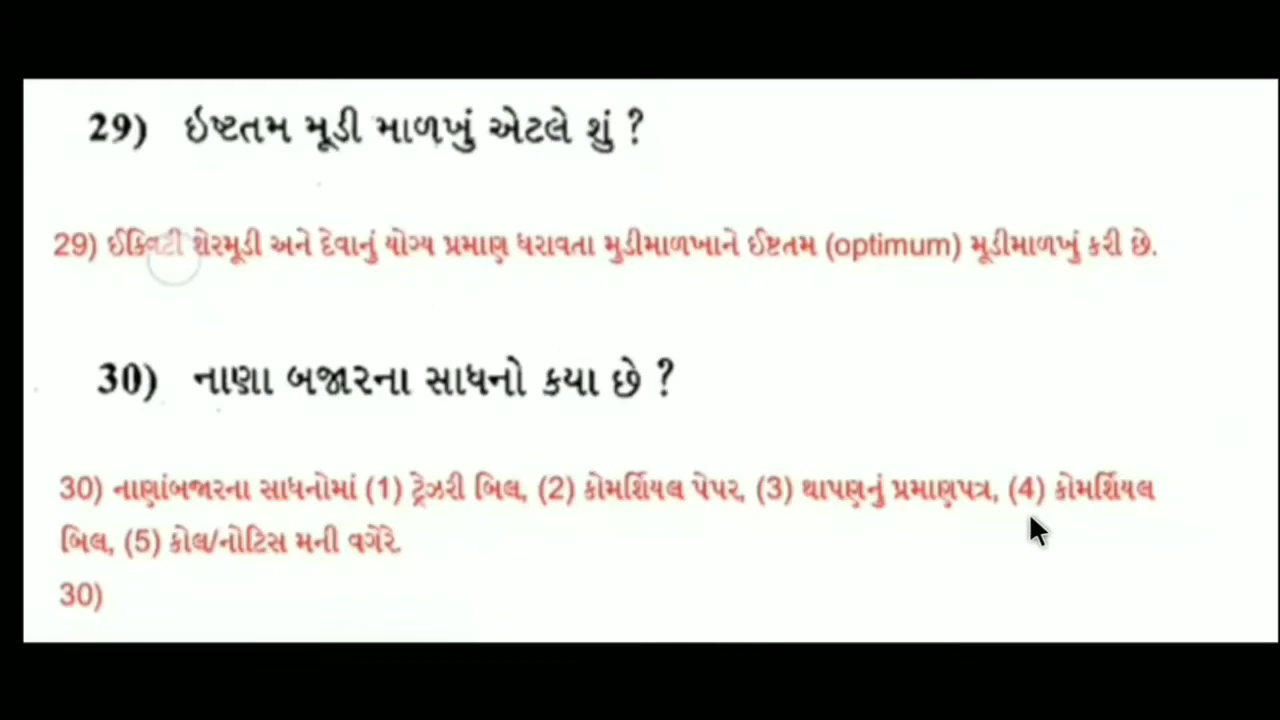 29) ઇષ્ટતમ મૂડી માળખું એટલે શું ?
29) ઈક્વિટી શેરમૂડી અને દેવાનું યોગ્ય પ્રમાણ ધરાવતા મુડીમાળખાને ઈષ્ટતમ (optimum) મૂડીમાળખું કરી છે.
30) નાણા બજારના સાધનો કયા છે ?
30) નાણાંબજારના સાધનોમાં (1) ટ્રેઝરી બિલ, (2) કોમર્શિયલ પેપર, (3) થાપણનું પ્રમાણપત્ર, (4) કોમર્શિયલ
બિલ, (5) કોલ/નોટિસ મની વગેરે.
30)